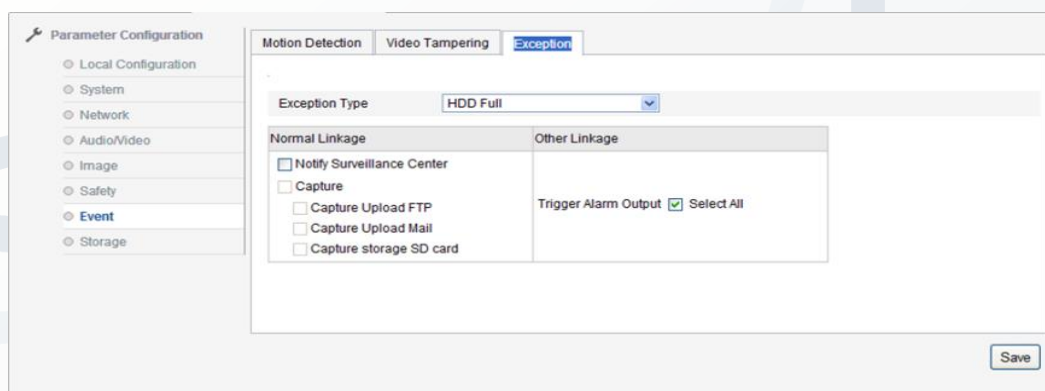 Parameter Configuration
Local Configuration
System
Network
Audio/Video
Image
Safety
Event
Storage
Motion Detection Video Tampering Exception
Exception Type HDD Full
Normal Linkage Other Linkage
Notify Surveillance Center
Capture
Capture Upload FTP
Capture Upload Mail
Capture storage SD card
Trigger Alarm Output Select All
Save